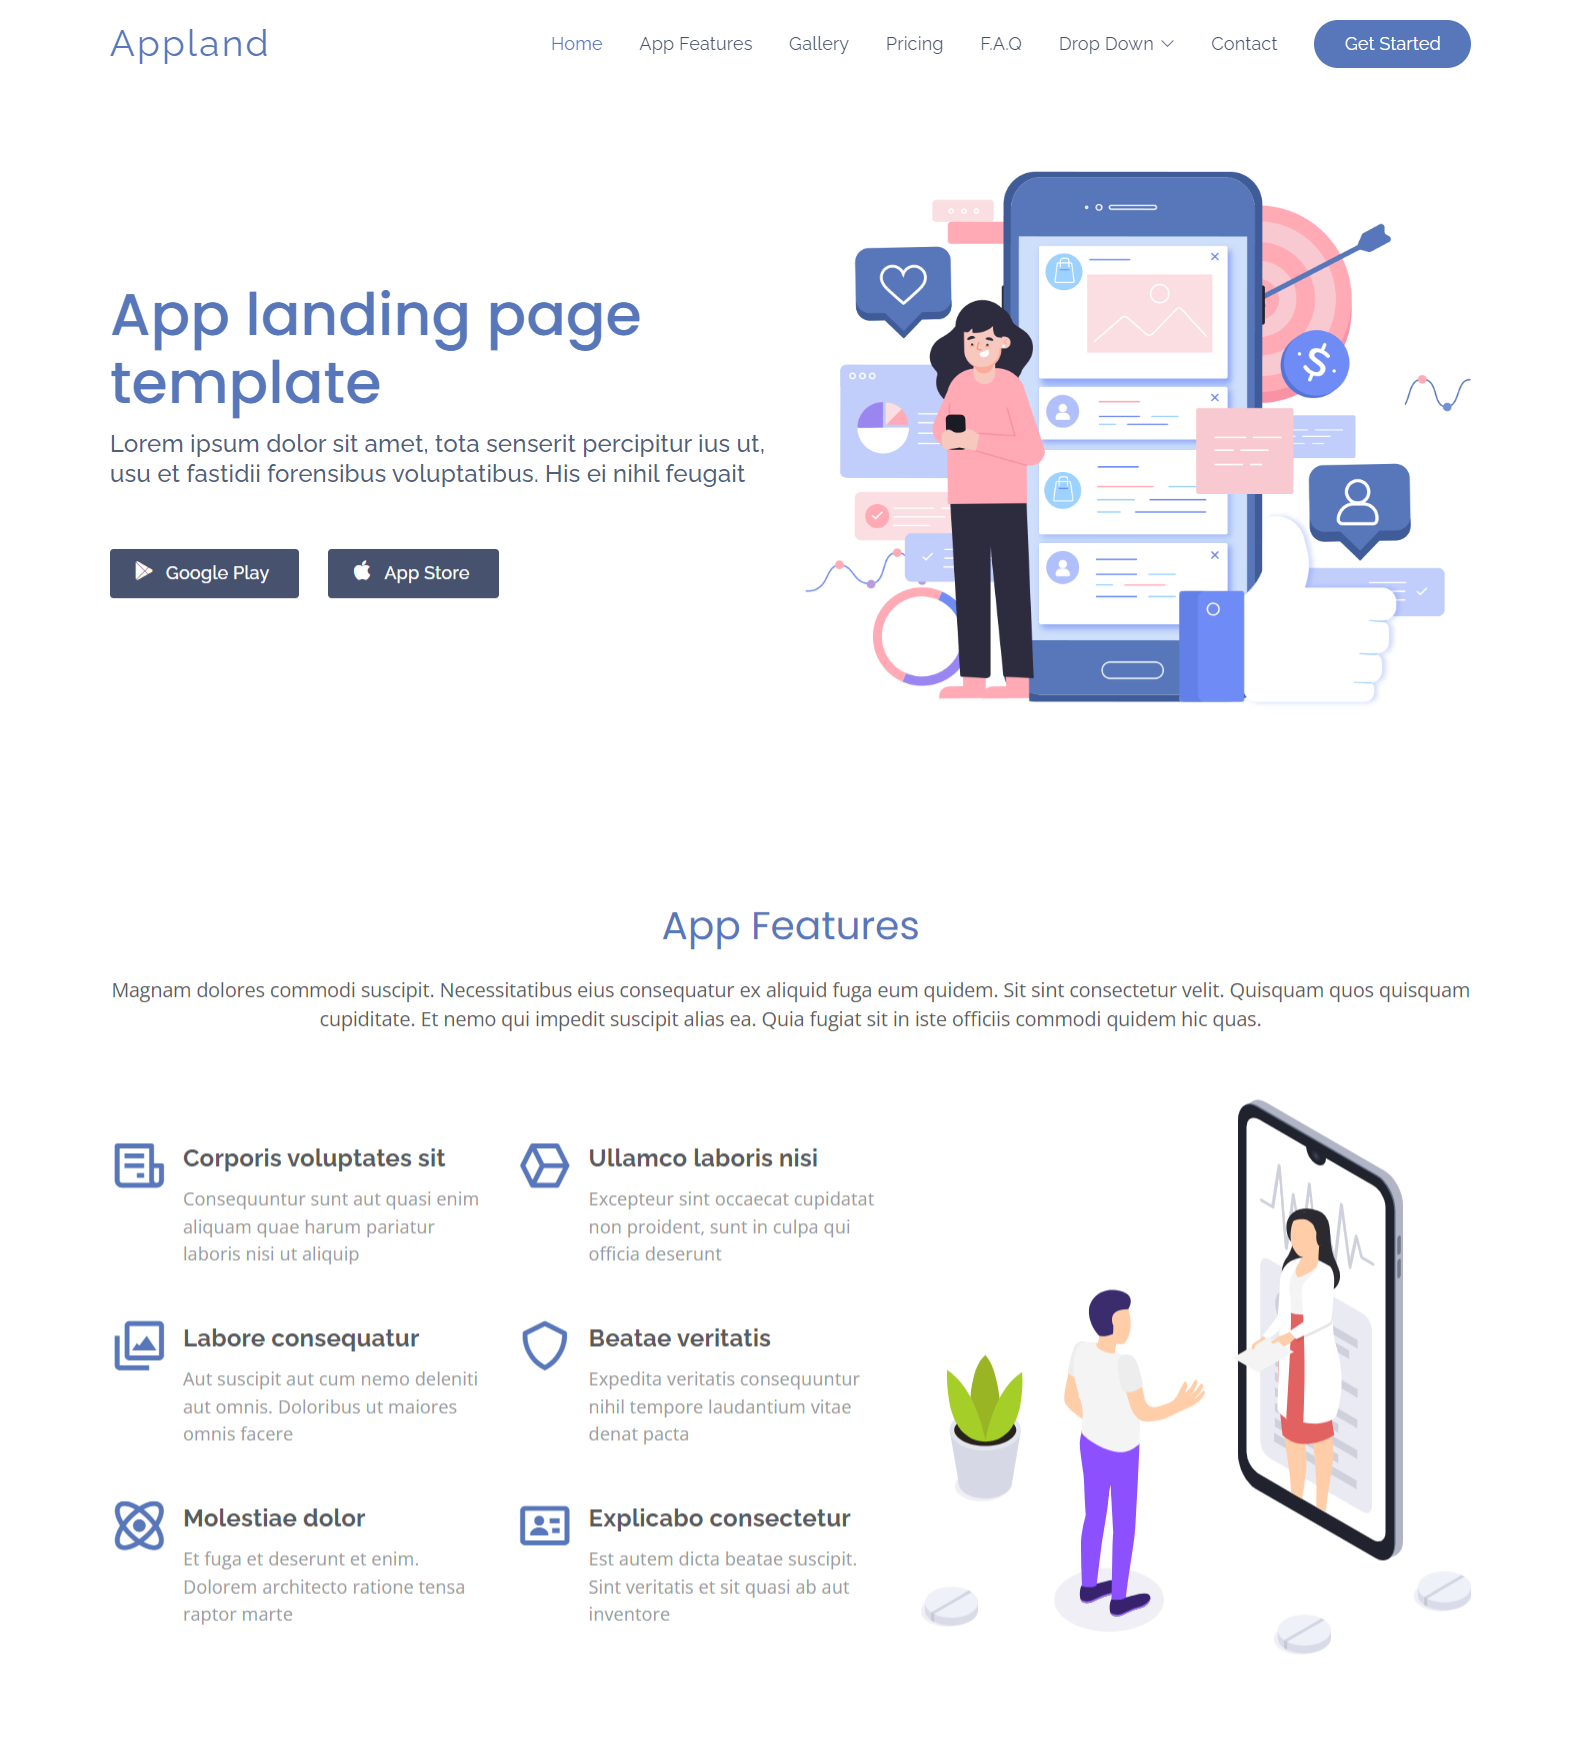 Appland
Home
App Features
Gallery
Pricing
F.A.Q
Drop Down
Contact
Get Started
App landing page
template
Lorem ipsum dolor sit amet, tota senserit percipitur ius ut,
usu et fastidii forensibus voluptatibus. His ei nihil feugait
Google Play
App Store
$
App Features
Magnam dolores commodi suscipit. Necessitatibus eius consequatur ex aliquid fuga eum quidem. Sit sint consectetur velit. Quisquam quos quisquam
cupiditate. Et nemo qui impedit suscipit alias ea. Quia fugiat sit in iste officiis commodi quidem hic quas.
Corporis voluptates sit
Consequuntur sunt aut quasi enim
aliquam quae harum pariatur
laboris nisi ut aliquip
Ullamco laboris nisi
Excepteur sint occaecat cupidatat
non proident, sunt in culpa qui
officia deserunt
Labore consequatur
Aut suscipit aut cum nemo deleniti
aut omnis. Doloribus ut maiores
omnis facere
Beatae veritatis
Expedita veritatis consequuntur
nihil tempore laudantium vitae
denat pacta
Molestiae dolor
Et fuga et deserunt et enim.
Dolorem architecto ratione tensa
raptor marte
Explicabo consectetur
Est autem dicta beatae suscipit.
Sint veritatis et sit quasi ab aut
inventore